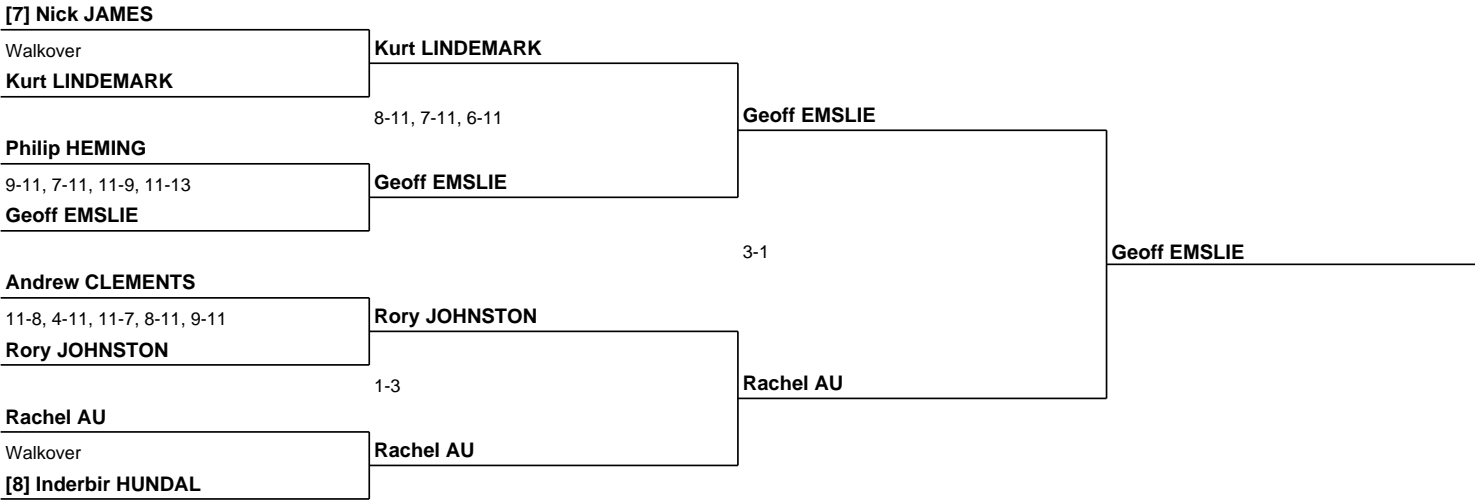 [7] Nick JAMES
Walkover
Kurt LINDEMARK
Kurt LINDEMARK
8-11, 7-11, 6-11
Geoff EMSLIE
Philip HEMING
9-11, 7-11, 11-9, 11-13
Geoff EMSLIE
Geoff EMSLIE
3-1
Geoff EMSLIE
Andrew CLEMENTS
11-8, 4-11, 11-7, 8-11, 9-11
Rory JOHNSTON
Rory JOHNSTON
1-3
Rachel AU
Rachel AU
Walkover
Rachel AU
[8] Inderbir HUNDAL